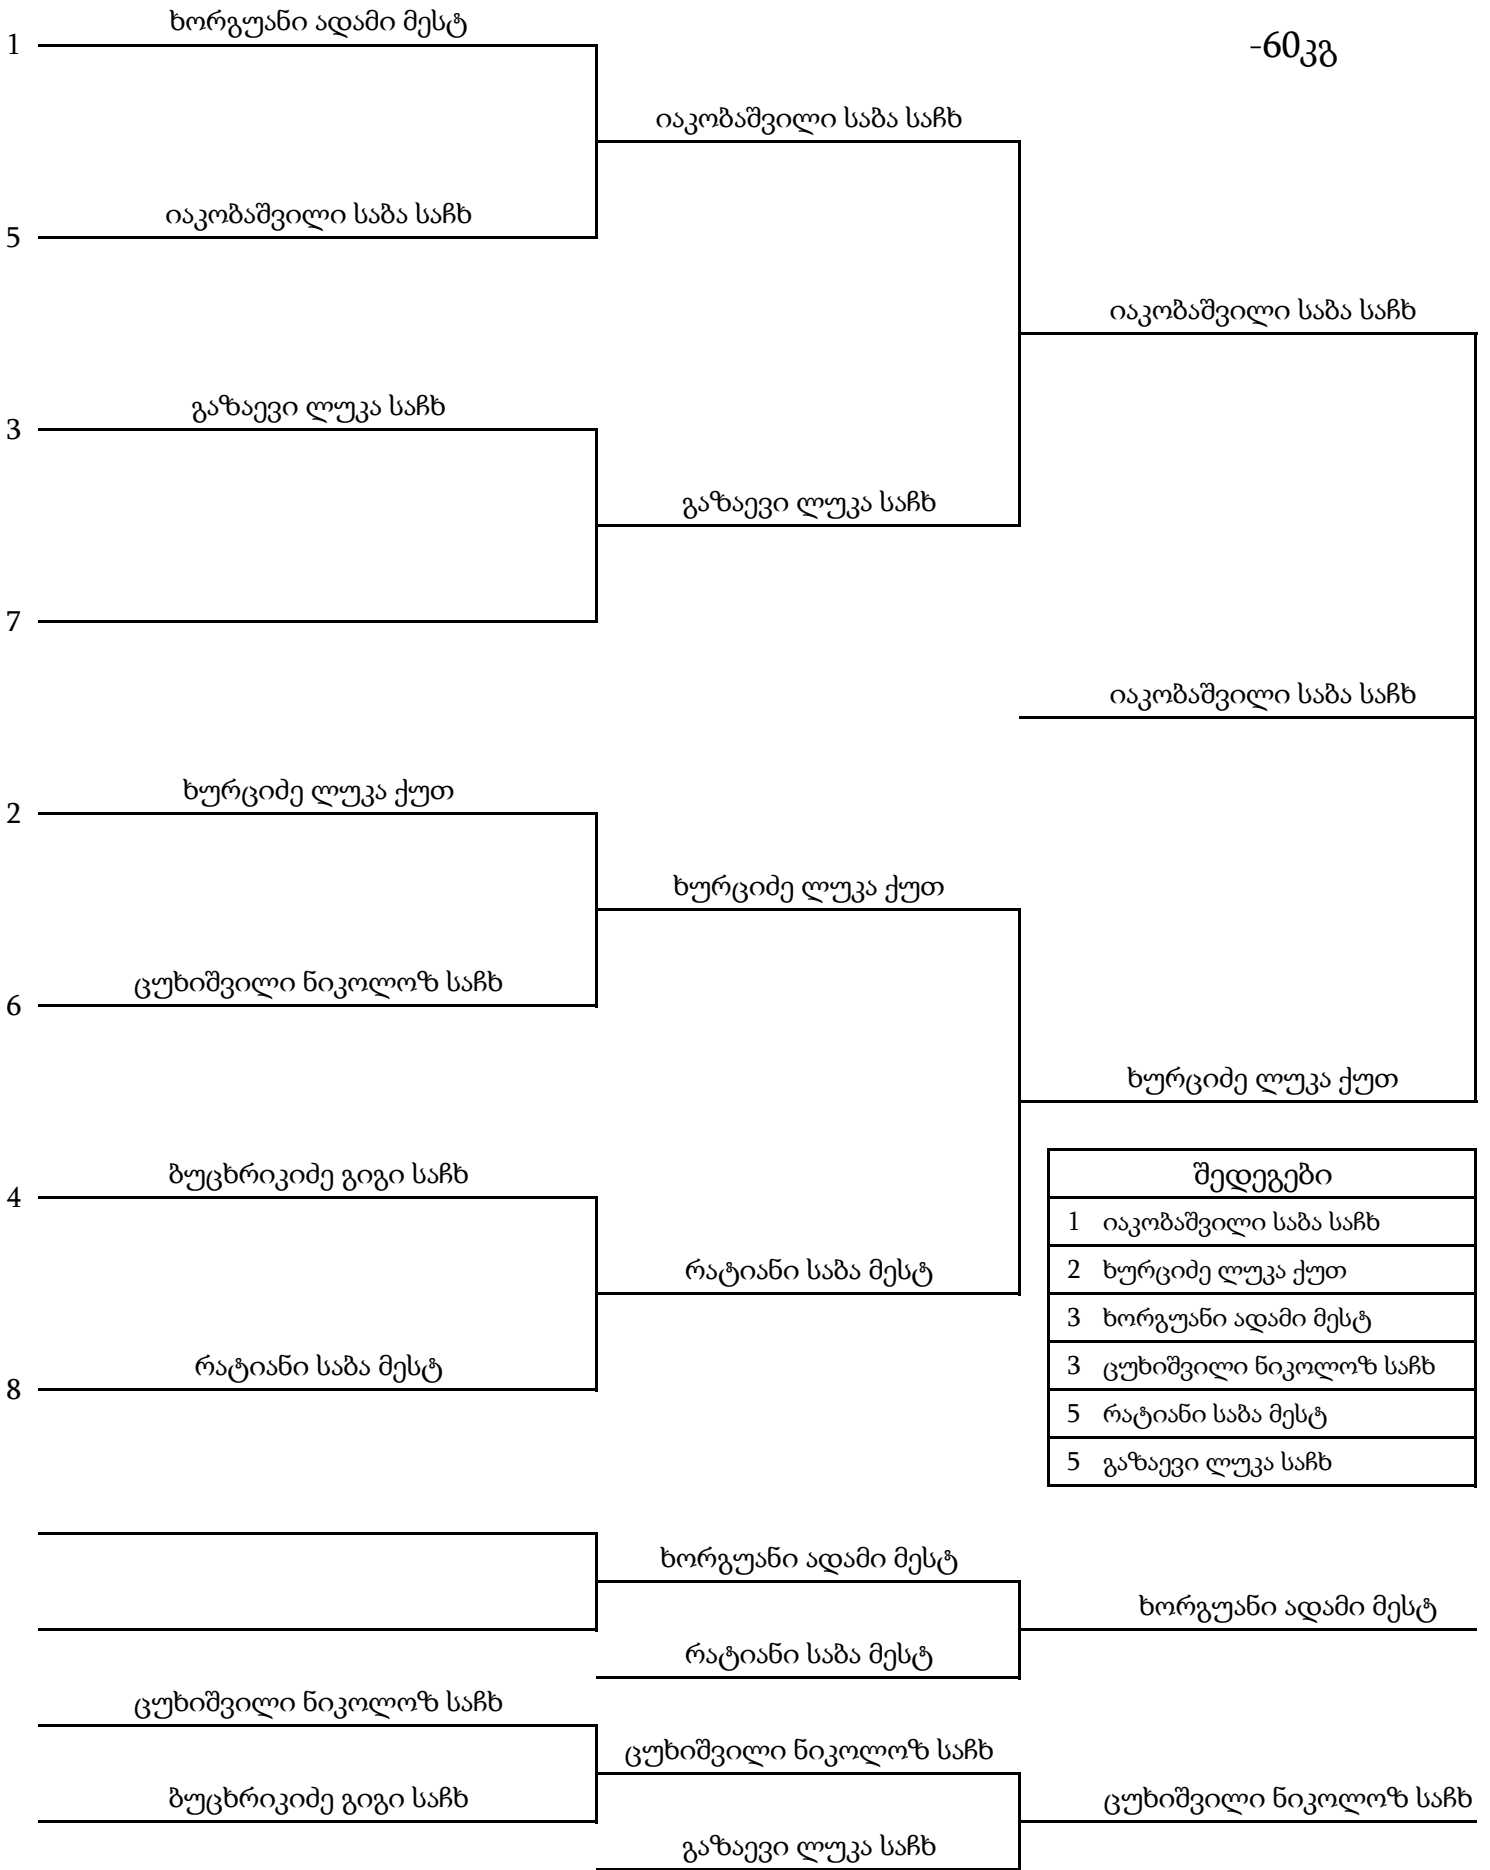 ხორგუანი ადამი მესტ
1
-60კგ
იაკობაშვილი საბა საჩხ
იაკობაშვილი საბა საჩხ
5
იაკობაშვილი საბა საჩხ
გაზაევი ლუკა საჩხ
3
გაზაევი ლუკა საჩხ
7
იაკობაშვილი საბა საჩხ
ხურციძე ლუკა ქუთ
2
ხურციძე ლუკა ქუთ
ცუხიშვილი ნიკოლოზ საჩხ
6
ხურციძე ლუკა ქუთ
ბუცხრიკიძე გიგი საჩხ
4
შედეგები
1 იაკობაშვილი საბა საჩხ
2 ხურციძე ლუკა ქუთ
რატიანი საბა მესტ
3 ხორგუანი ადამი მესტ
3 ცუხიშვილი ნიკოლოზ საჩხ
რატიანი საბა მესტ
8
5 რატიანი საბა მესტ
5 გაზაევი ლუკა საჩხ
ხორგუანი ადამი მესტ
ხორგუანი ადამი მესტ
რატიანი საბა მესტ
ცუხიშვილი ნიკოლოზ საჩხ
ცუხიშვილი ნიკოლოზ საჩხ
ბუცხრიკიძე გიგი საჩხ
ცუხიშვილი ნიკოლოზ საჩხ
გაზაევი ლუკა საჩხ